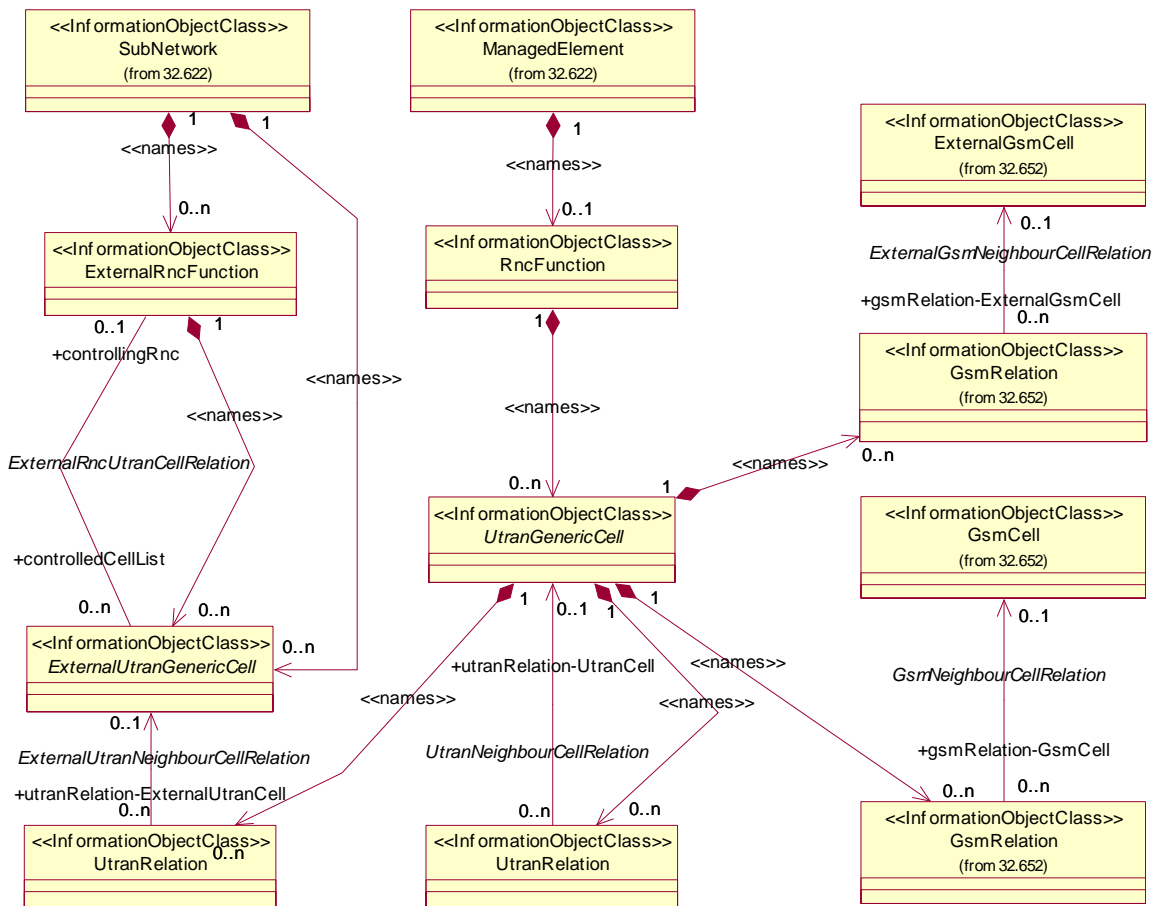 <<InformationObjectClass>>
SubNetwork
(from 32.622)
<<InformationObjectClass>>
ManagedElement
(from 32.622)
1
1
1
<<names>>
<<names>>
0..n
0..1
<<InformationObjectClass>>
ExternalGsmCell
(from 32.652)
0..1
ExternalGsmNeighbourCellRelation
+gsmRelation-ExternalGsmCell
0..n
<<InformationObjectClass>>
ExternalRncFunction
<<InformationObjectClass>>
RncFunction
0..1
1
1
+controllingRnc
<<names>>
<<names>>
<<names>>
<<InformationObjectClass>>
GsmRelation
(from 32.652)
0..n
<<names>>
1
ExternalRncUtranCellRelation
0..n
<<InformationObjectClass>>
UtranGenericCell
<<InformationObjectClass>>
GsmCell
(from 32.652)
+controlledCellList
0..n
0..n
0..n
1
0..1
1
1
0..1
<<InformationObjectClass>>
ExternalUtranGenericCell
+utranRelation-UtranCell
<<names>>
<<names>>
<<names>>
GsmNeighbourCellRelation
0..1
ExternalUtranNeighbourCellRelation
UtranNeighbourCellRelation
+gsmRelation-GsmCell
+utranRelation-ExternalUtranCell
0..n
0..n
0..n
0..n
0..n
0..n
<<InformationObjectClass>>
UtranRelation
<<InformationObjectClass>>
UtranRelation
<<InformationObjectClass>>
GsmRelation
(from 32.652)